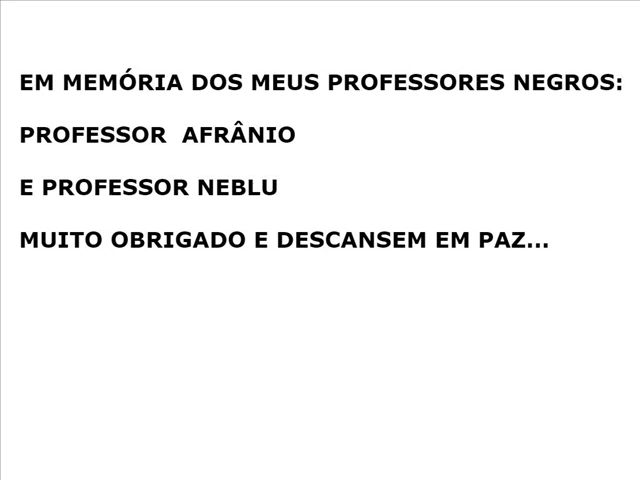 EM MEMÓRIA DOS MEUS PROFESSORES NEGROS:
PROFESSOR AFRÂNIO
E PROFESSOR NEBLU
MUITO OBRIGADO E DESCANSEM EM PAZ...